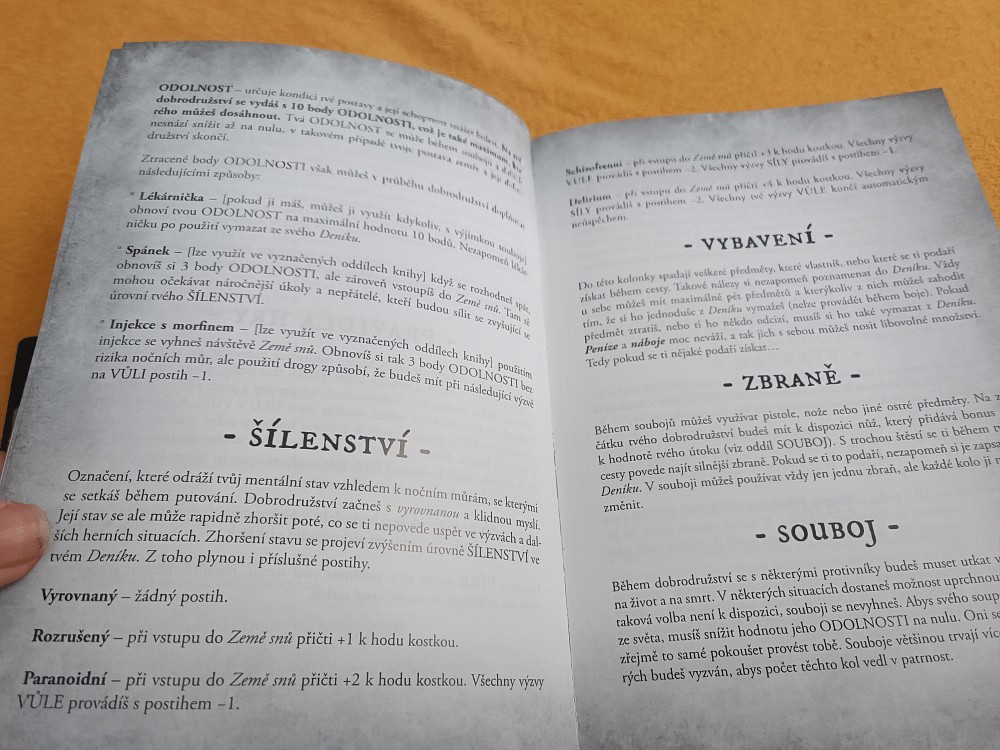 ODOLNOST – určuje kondici tvé postavy a její schopnost snášet bolest. Na své
dobrodružství se vydáš s 10 body ODOLNOSTI, což je také maximum, kte-
rého můžeš dosáhnout. Tvá ODOLNOST se může během soubojů a dalších
nesnází snížit až na nulu, v takovém případě tvoje postava zemře a její dobro-
družství skončí.
Ztracené body ODOLNOSTI však můžeš v průběhu dobrodružství doplnit
následujícími způsoby:
° Lékárnička – [pokud ji máš, můžeš ji využít kdykoliv, s výjimkou souboje]
obnoví tvou ODOLNOST na maximální hodnotu 10 bodů. Nezapomeň lékár-
ničku po použití vymazat ze svého Deníku.
° Spánek – [lze využít ve vyznačených oddílech knihy] když se rozhodneš spát,
obnovíš si 3 body ODOLNOSTI, ale zároveň vstoupíš do Země snů. Tam tě
mohou očekávat náročnější úkoly a nepřátelé, kteří budou sílit se zvyšující se
úrovní tvého ŠÍLENSTVÍ.
° Injekce s morfinem – [lze využít ve vyznačených oddílech knihy] použitím
injekce se vyhneš návštěvě Země snů. Obnovíš si tak 3 body ODOLNOSTI bez
rizika nočních můr, ale použití drogy způsobí, že budeš mít při následující výzvě
na VŮLI postih –1.
- ŠÍLENSTVÍ -
Označení, které odráží tvůj mentální stav vzhledem k nočním můrám, se kterými
se setkáš během putování. Dobrodružství začneš s vyrovnanou a klidnou myslí.
Její stav se ale může rapidně zhoršit poté, co se ti nepovede uspět ve výzvách a dal-
ších herních situacích. Zhoršení stavu se projeví zvýšením úrovně ŠÍLENSTVÍ ve
tvém Deníku. Z toho plynou i příslušné postihy.
Vyrovnaný – žádný postih.
Rozrušený – při vstupu do Země snů přičti +1 k hodu kostkou.
Paranoidní – při vstupu do Země snů přičti +2 k hodu kostkou. Všechny výzvy
VŮLE provádíš s postihem –1.
Schizofrenní – při vstupu do Země snů přičti +3 k hodu kostkou. Všechny výzvy
VŮLE provádíš s postihem –2. Všechny výzvy SÍLY provádíš s postihem –1.
Delirium – při vstupu do Země snů přičti +4 k hodu kostkou. Všechny výzvy
SÍLY provádíš s postihem –2. Všechny tvé výzvy VŮLE končí automatickým
neúspěchem.
- VYBAVENÍ -
Do této kolonky spadají veškeré předměty, které vlastníš, nebo které se ti podaří
získat během cesty. Takové nálezy si nezapomeň poznamenat do Deníku. Vždy
u sebe můžeš mít maximálně pět předmětů a kterýkoliv z nich můžeš zahodit
tím, že si ho jednoduše z Deníku vymažeš (nelze provádět během boje). Pokud
předmět ztratíš, nebo ti ho někdo odcizí, musíš si ho také vymazat z Deníku.
Peníze a náboje moc neváží, a tak jich s sebou můžeš nosit libovolné množství.
Tedy pokud se ti nějaké podaří získat…
- ZBRANĚ -
Během soubojů můžeš využívat pistole, nože nebo jiné ostré předměty. Na z
čátku tvého dobrodružství budeš mít k dispozici nůž, který přidává bonus
k hodnotě tvého útoku (viz oddíl SOUBOJ). S trochou štěstí se ti během tv
cesty povede najít silnější zbraně. Pokud se ti to podaří, nezapomeň si je zapsa
Deníku. V souboji můžeš používat vždy jen jednu zbraň, ale každé kolo ji m
změnit.
- SOUBOJ -
Během dobrodružství se s některými protivníky budeš muset utkat v
na život a na smrt. V některých situacích dostaneš možnost uprchnou
taková volba není k dispozici, souboji se nevyhneš. Abys svého soup
ze světa, musíš snížit hodnotu jeho ODOLNOSTI na nulu. Oni se
zřejmě to samé pokoušet provést tobě. Souboje většinou trvají více
rých budeš vyzván, abys počet těchto kol vedl v patrnost.